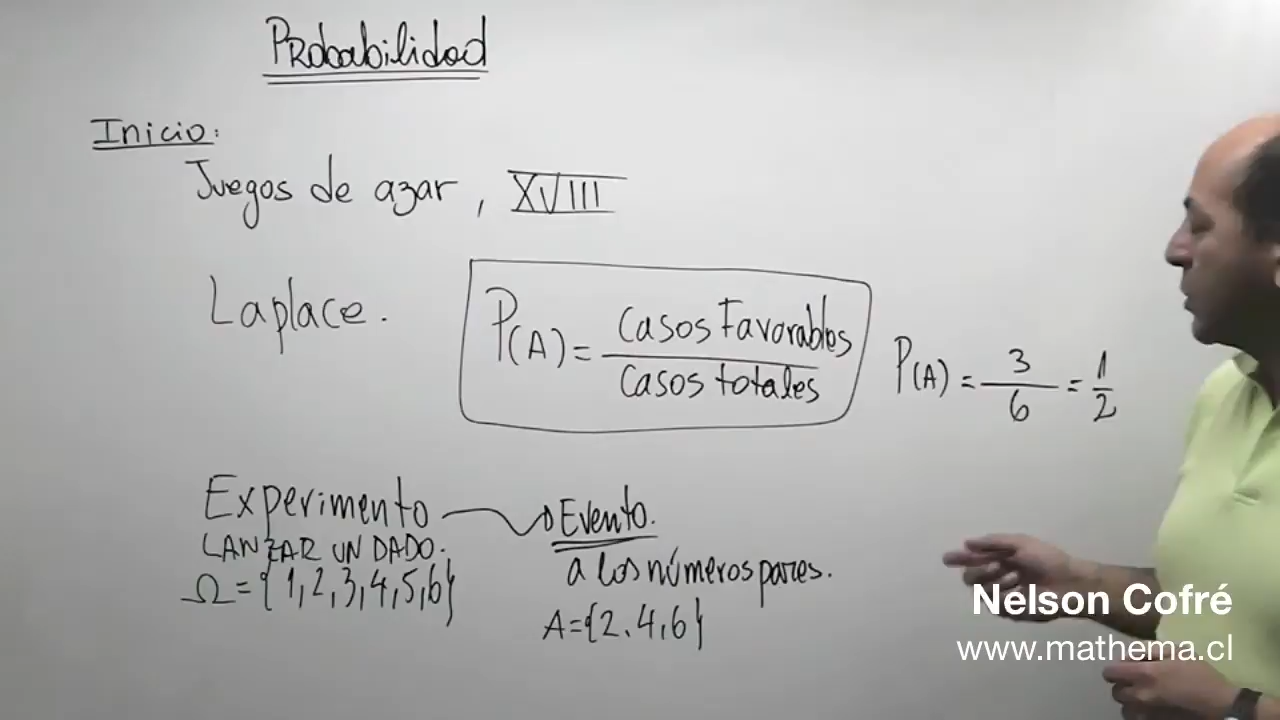 Probabilidad
Inicio:
Juegos de azar, XVIII
Laplace.
P(A) = Casos Favorables / Casos totales
P(A) = 3/6 = 1/2
Experimento
LANZAR UN DADO.
Ω = {1,2,3,4,5,6}
Evento.
a los números pares.
A={2.4,6}
Nelson Cofré
www.mathema.cl